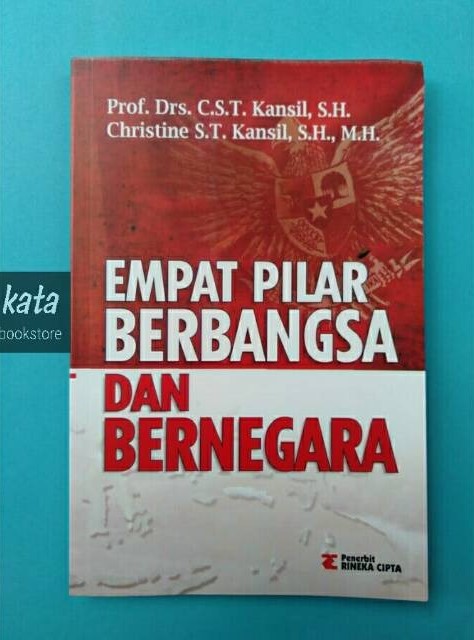 Prof. Drs. C.S.T. Kansil, S.H.
Christine S.T. Kansil, S.H., M.H.
EMPAT PILAR
BERBANGSA
DAN
BERNEGARA
Penerbit
RINEKA CIPTA
kata
bookstore